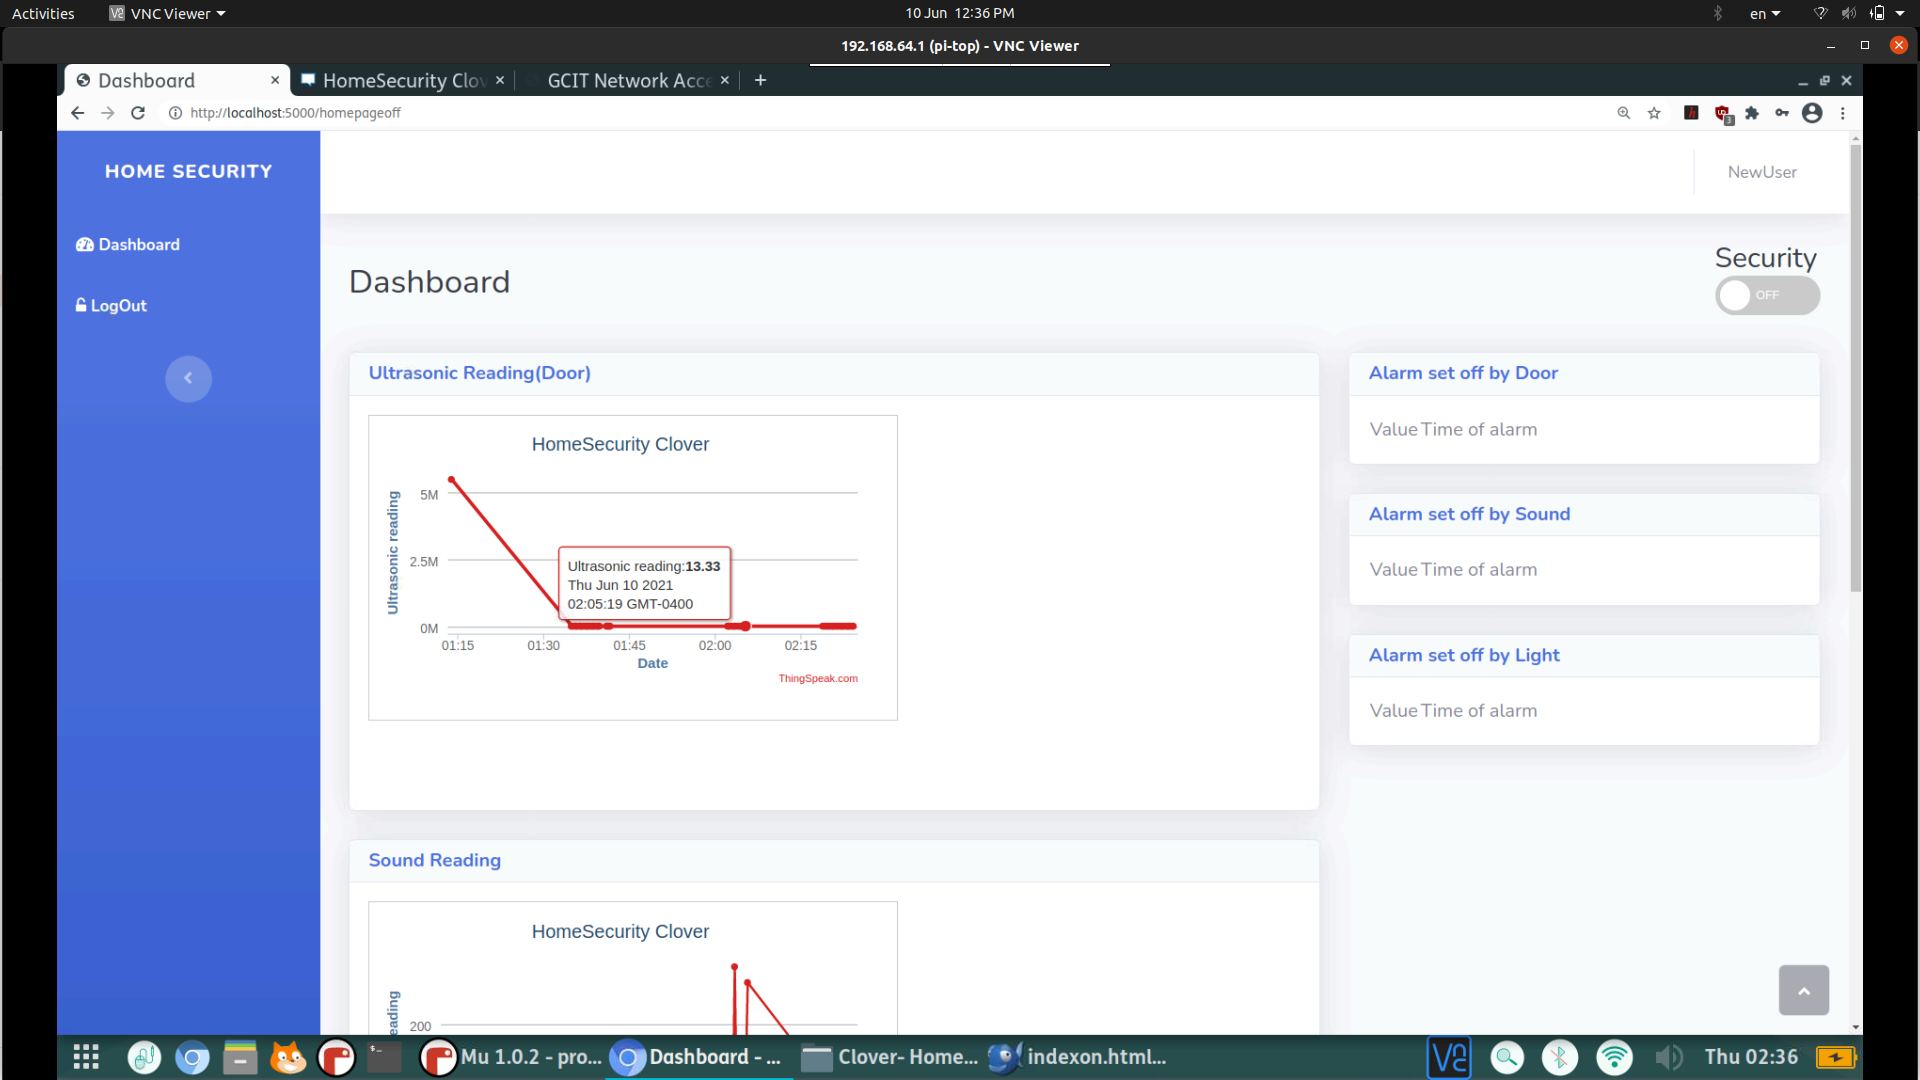 Activities
VNC Viewer
10 Jun 12:36 PM
en
192.168.64.1 (pi-top) - VNC Viewer
Dashboard
HomeSecurity Clov
GCIT Network Acce
http://localhost:5000/homepageoff
3
HOME SECURITY
NewUser
Dashboard
LogOut
Dashboard
Security
OFF
Ultrasonic Reading(Door)
HomeSecurity Clover
Ultrasonic reading
5M
2.5M
0M
Ultrasonic reading:13.33
Thu Jun 10 2021
02:05:19 GMT-0400
01:15 01:30 01:45 02:00 02:15
Date
ThingSpeak.com
Alarm set off by Door
Value Time of alarm
Alarm set off by Sound
Value Time of alarm
Alarm set off by Light
Value Time of alarm
Sound Reading
HomeSecurity Clover
eading
200
Mu 1.0.2 - pro...
Dashboard - ...
Clover- Home...
indexon.html...
Thu 02:36